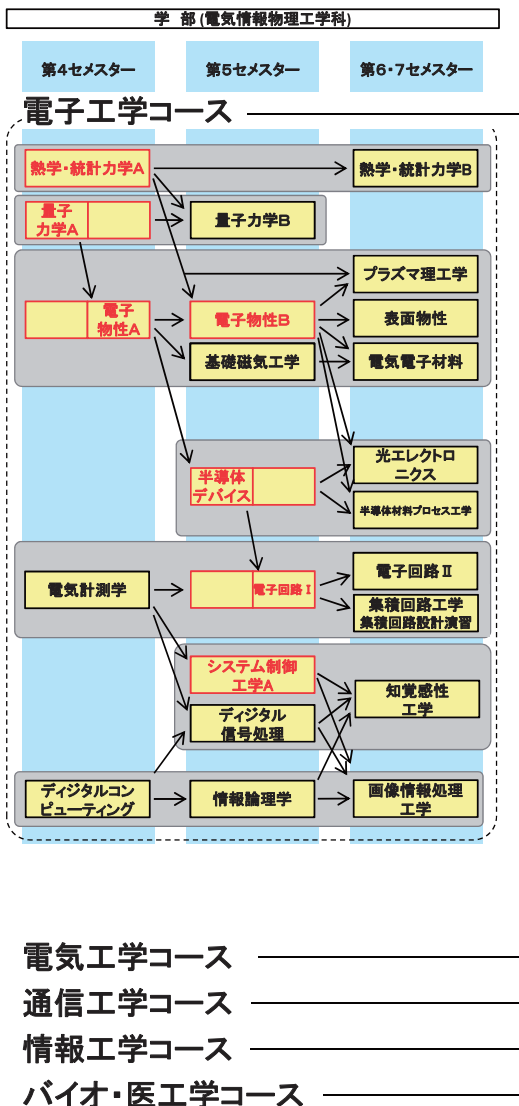 学 部(電気情報物理工学科)
第4セメスター
第5セメスター
第6・7セメスター
電子工学コース
熱学・統計力学A
熱学・統計力学B
量子
力学A
量子力学B
プラズマ理工学
電子
物性A
電子物性B
表面物性
基礎磁気工学
電気電子材料
光エレクトロ
ニクス
半導体
デバイス
半導体材料プロセス工学
電気計測学
電子回路Ⅰ
電子回路Ⅱ
集積回路工学
集積回路設計演習
システム制御
工学A
知覚感性
工学
ディジタル
信号処理
ディジタルコン
ピューティング
情報論理学
画像情報処理
工学
電気工学コース
通信工学コース
情報工学コース
バイオ・医工学コース